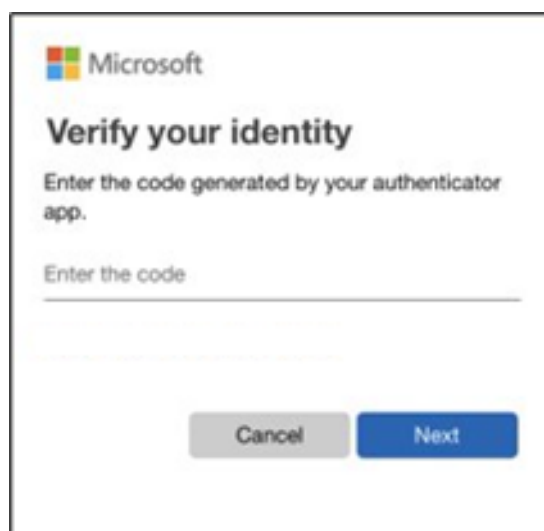 Microsoft
Verify your identity
Enter the code generated by your authenticator
app.
Enter the code
Cancel
Next